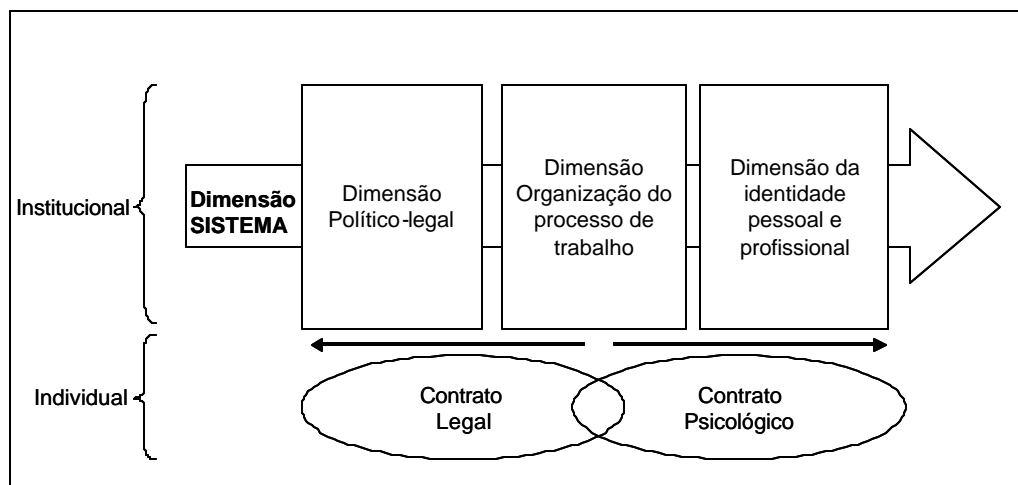 Institucional
Dimensão
SISTEMA
Dimensão
Político-legal
Dimensão
Organização do
processo de
trabalho
Dimensão da
identidade
pessoal e
profissional
Individual
Contrato
Legal
Contrato
Psicológico